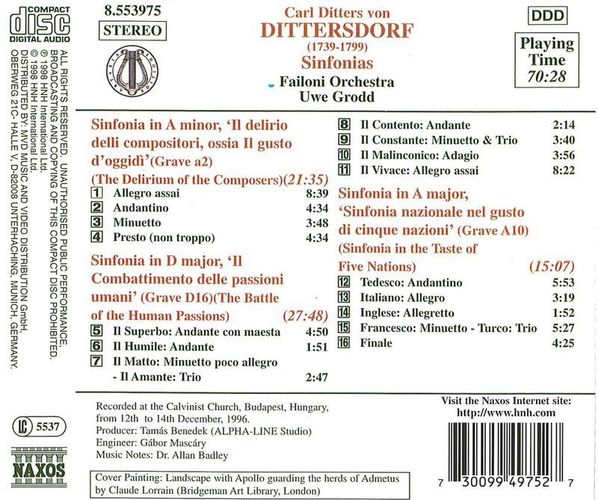 COMPACT
disc
DIGITAL AUDIO
8.553975
STEREO
Carl Ditters von
DITTERSDORF
(1739-1799)
Sinfonias
Failoni Orchestra
Uwe Grodd
DDD
Playing
Time
70:28
ALL RIGHTS RESERVED. UNAUTHORISED PUBLIC PERFORMANCE,
BROADCASTING AND COPYING OF THIS COMPACT DISC PROHIBITED.
℗ 1998 HNH International Ltd.
© 1998 HNH International Ltd.
DISTRIBUTED BY: MVD MUSIC AND VIDEO DISTRIBUTION GmbH,
OBERWEG 21C- HALLE V, D-82008 UNTERHACHING, MUNICH, GERMANY.
Sinfonia in A minor, 'Il delirio
delli compositori, ossia Il gusto
d'oggidì' (Grave a2)
(The Delirium of the Composers) (21:35)
1 Allegro assai 8:39
2 Andantino 4:34
3 Minuetto 3:48
4 Presto (non troppo) 4:34
Sinfonia in D major, 'Il
Combattimento delle passioni
umani' (Grave D16)(The Battle
of the Human Passions) (27:48)
5 Il Superbo: Andante con maesta 4:50
6 Il Humile: Andante 1:51
7 Il Matto: Minuetto poco allegro
- Il Amante: Trio 2:47
8 Il Contento: Andante 2:14
9 Il Constante: Minuetto & Trio 3:40
10 Il Malinconico: Adagio 3:56
11 Il Vivace: Allegro assai 8:22
Sinfonia in A major,
'Sinfonia nazionale nel gusto
di cinque nazioni' (Grave A10)
(Sinfonia in the Taste of
Five Nations) (15:07)
12 Tedesco: Andantino 5:53
13 Italiano: Allegro 3:19
14 Inglese: Allegretto 1:52
15 Francesco: Minuetto - Turco: Trio 5:27
16 Finale 4:25
LC 5537
NAXOS
Recorded at the Calvinist Church, Budapest, Hungary,
from 12th to 14th December, 1996.
Producer: Tamás Benedek (ALPHA-LINE Studio)
Engineer: Gábor Mascáry
Music Notes: Dr. Allan Badley
Cover Painting: Landscape with Apollo guarding the herds of Admetus
by Claude Lorrain (Bridgeman Art Library, London)
Visit the Naxos Internet site:
http://www.hnh.com
7 30099 49752 7